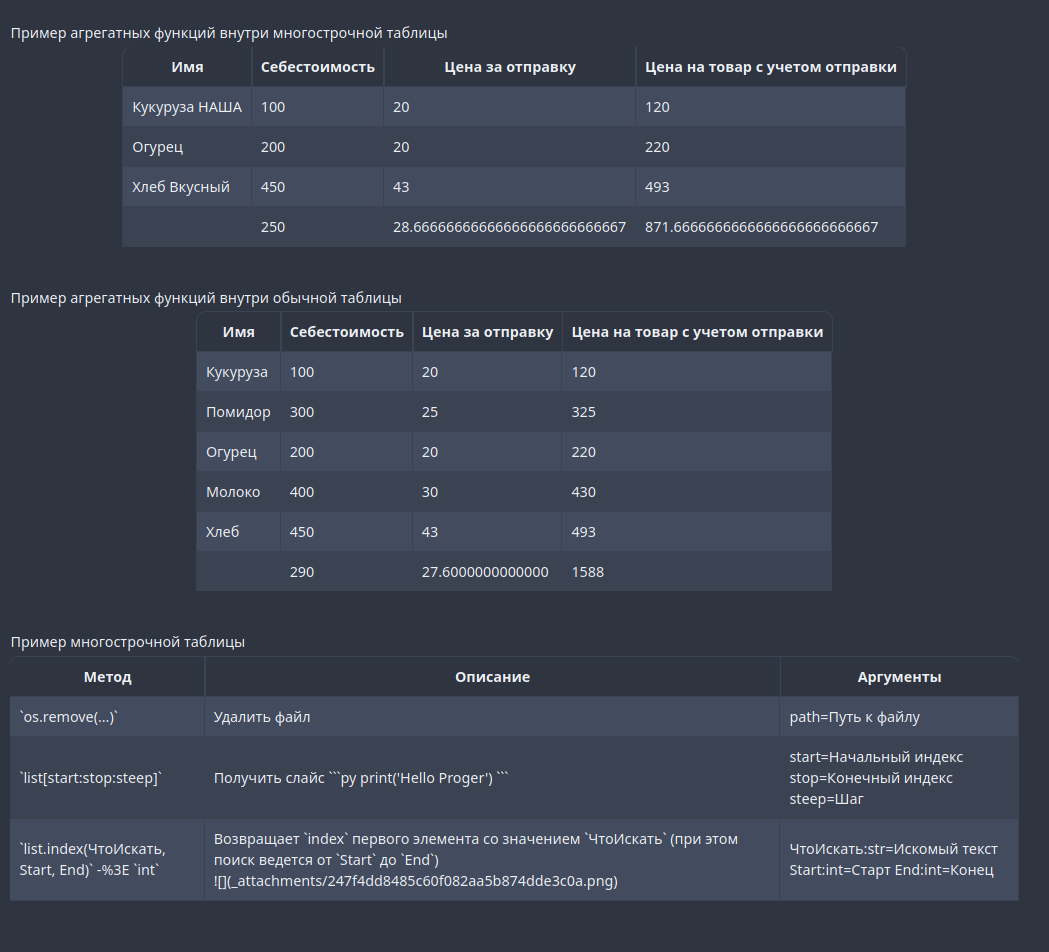 Пример агрегатных функций внутри многострочной таблицы
Имя Себестоимость Цена за отправку Цена на товар с учетом отправки
Кукуруза НАША 100 20 120
Огурец 200 20 220
Хлеб Вкусный 450 43 493
250 28.666666666666666666666667 871.6666666666666666666666667
Пример агрегатных функций внутри обычной таблицы
Имя Себестоимость Цена за отправку Цена на товар с учетом отправки
Кукуруза 100 20 120
Помидор 300 25 325
Огурец 200 20 220
Молоко 400 30 430
Хлеб 450 43 493
290 27.6000000000000 1588
Пример многострочной таблицы
Метод Описание Аргументы
`os.remove(...)` Удалить файл path=Путь к файлу
`list[start:stop:steep]` Получить слайс ```py print('Hello Proger') ``` start=Начальный индекс
stop=Конечный индекс
steep=Шаг
`list.index(ЧтоИскать,
Start, End)` -%3E `int`
Возвращает `index` первого элемента со значением `ЧтоИскать` (при этом
поиск ведется от `Start` до `End`)
![](_attachments/247f4dd8485c60f082aa5b874dde3c0a.png)
ЧтоИскать:str=Искомый текст
Start:int=Старт End:int=Конец